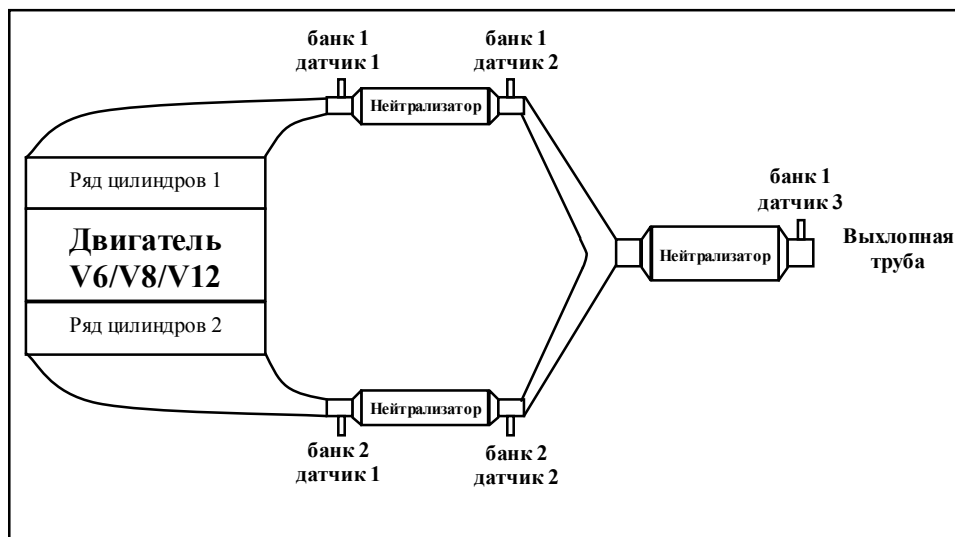 банк 1
датчик 1
банк 1
датчик 2
Нейтрализатор
Ряд цилиндров 1
Двигатель
V6/V8/V12
Ряд цилиндров 2
банк 1
датчик 3
Нейтрализатор
Выхлопная
труба
Нейтрализатор
банк 2
датчик 1
банк 2
датчик 2